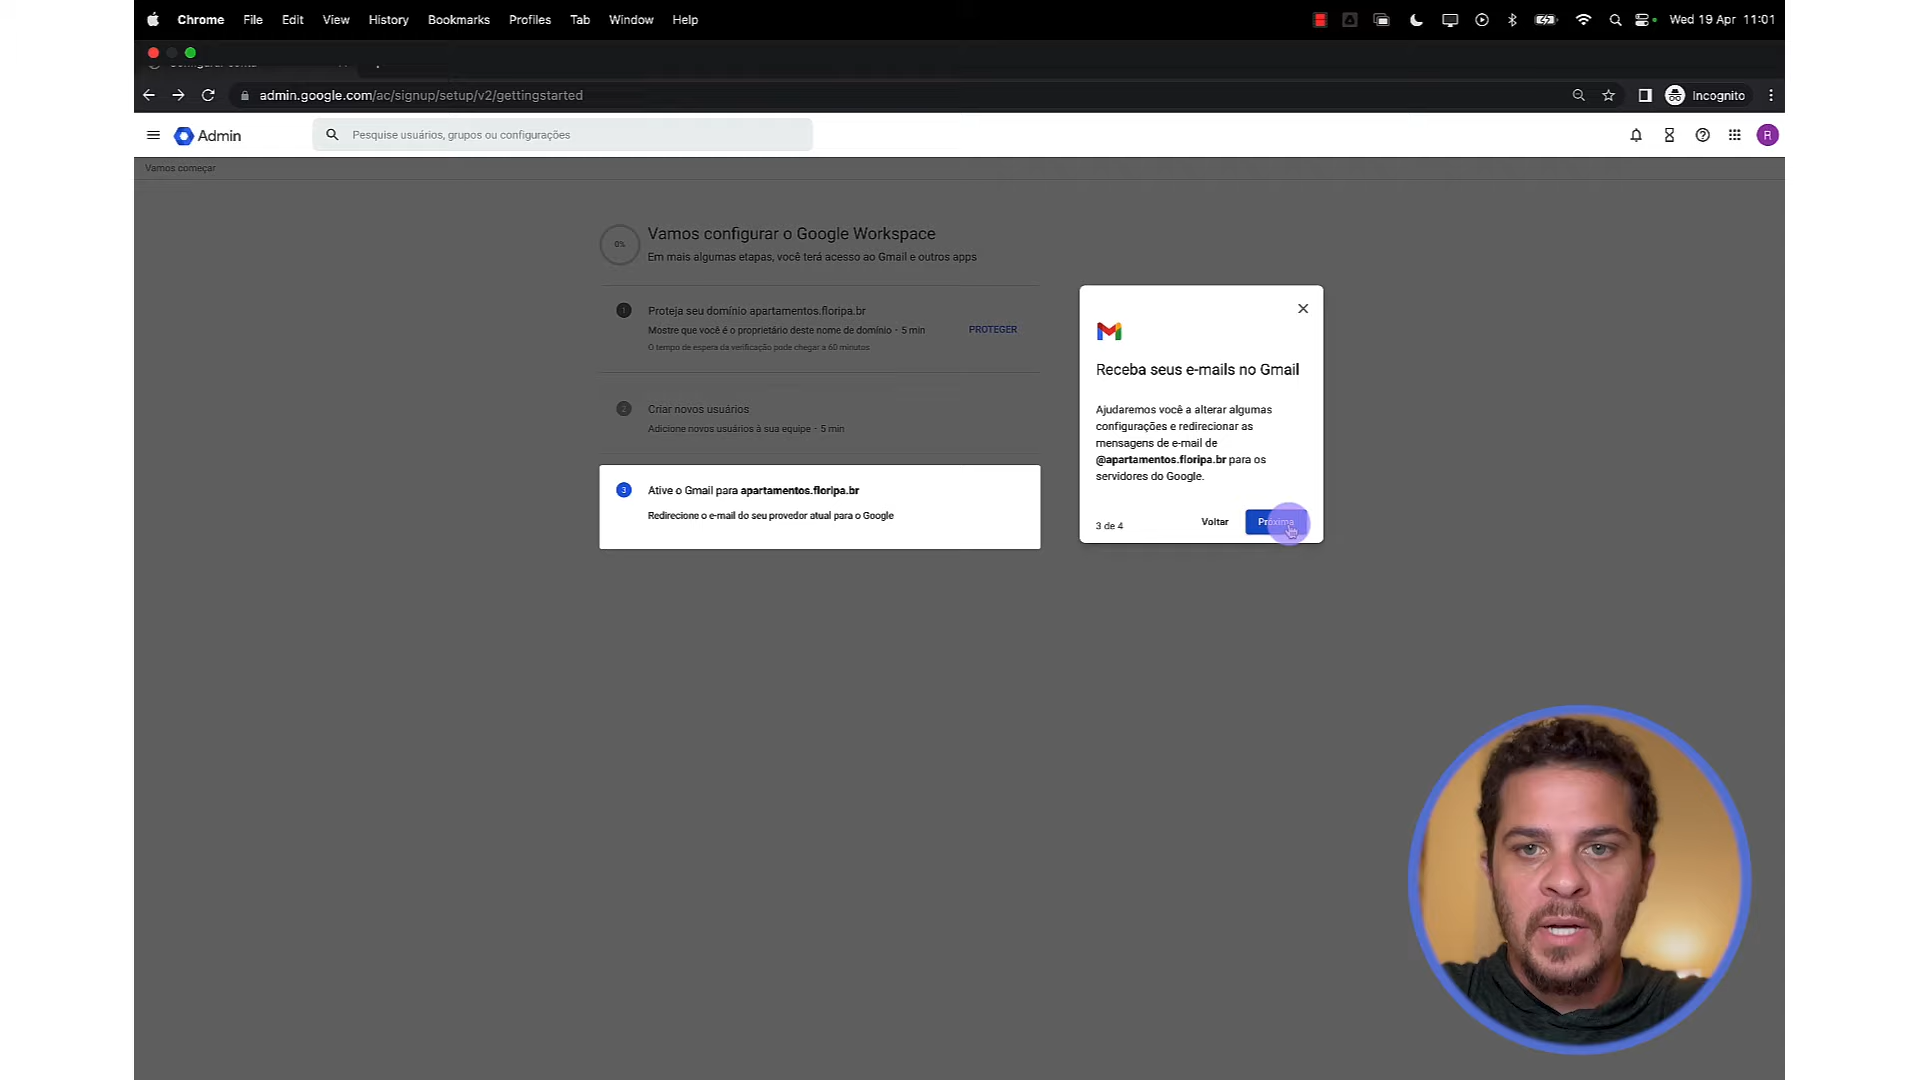 Chrome File Edit View History Bookmarks Profiles Tab Window Help Wed 19 Apr 11:01
admin.google.com/ac/signup/setup/v2/gettingstarted Incognito
Admin Pesquise usuários, grupos ou configurações R
Vamos começar
0%
Vamos configurar o Google Workspace
Em mais algumas etapas, você terá acesso ao Gmail e outros apps
1 Proteja seu domínio apartamentos.floripa.br
Mostre que você é o proprietário deste nome de domínio - 5 min PROTEGER
O tempo de espera da verificação pode chegar a 60 minutos
2 Criar novos usuários
Adicione novos usuários à sua equipe - 5 min
3 Ative o Gmail para apartamentos.floripa.br
Redirecione o e-mail do seu provedor atual para o Google
Receba seus e-mails no Gmail
Ajudaremos você a alterar algumas
configurações e redirecionar as
mensagens de e-mail de
@apartamentos.floripa.br para os
servidores do Google.
3 de 4 Voltar Próxima